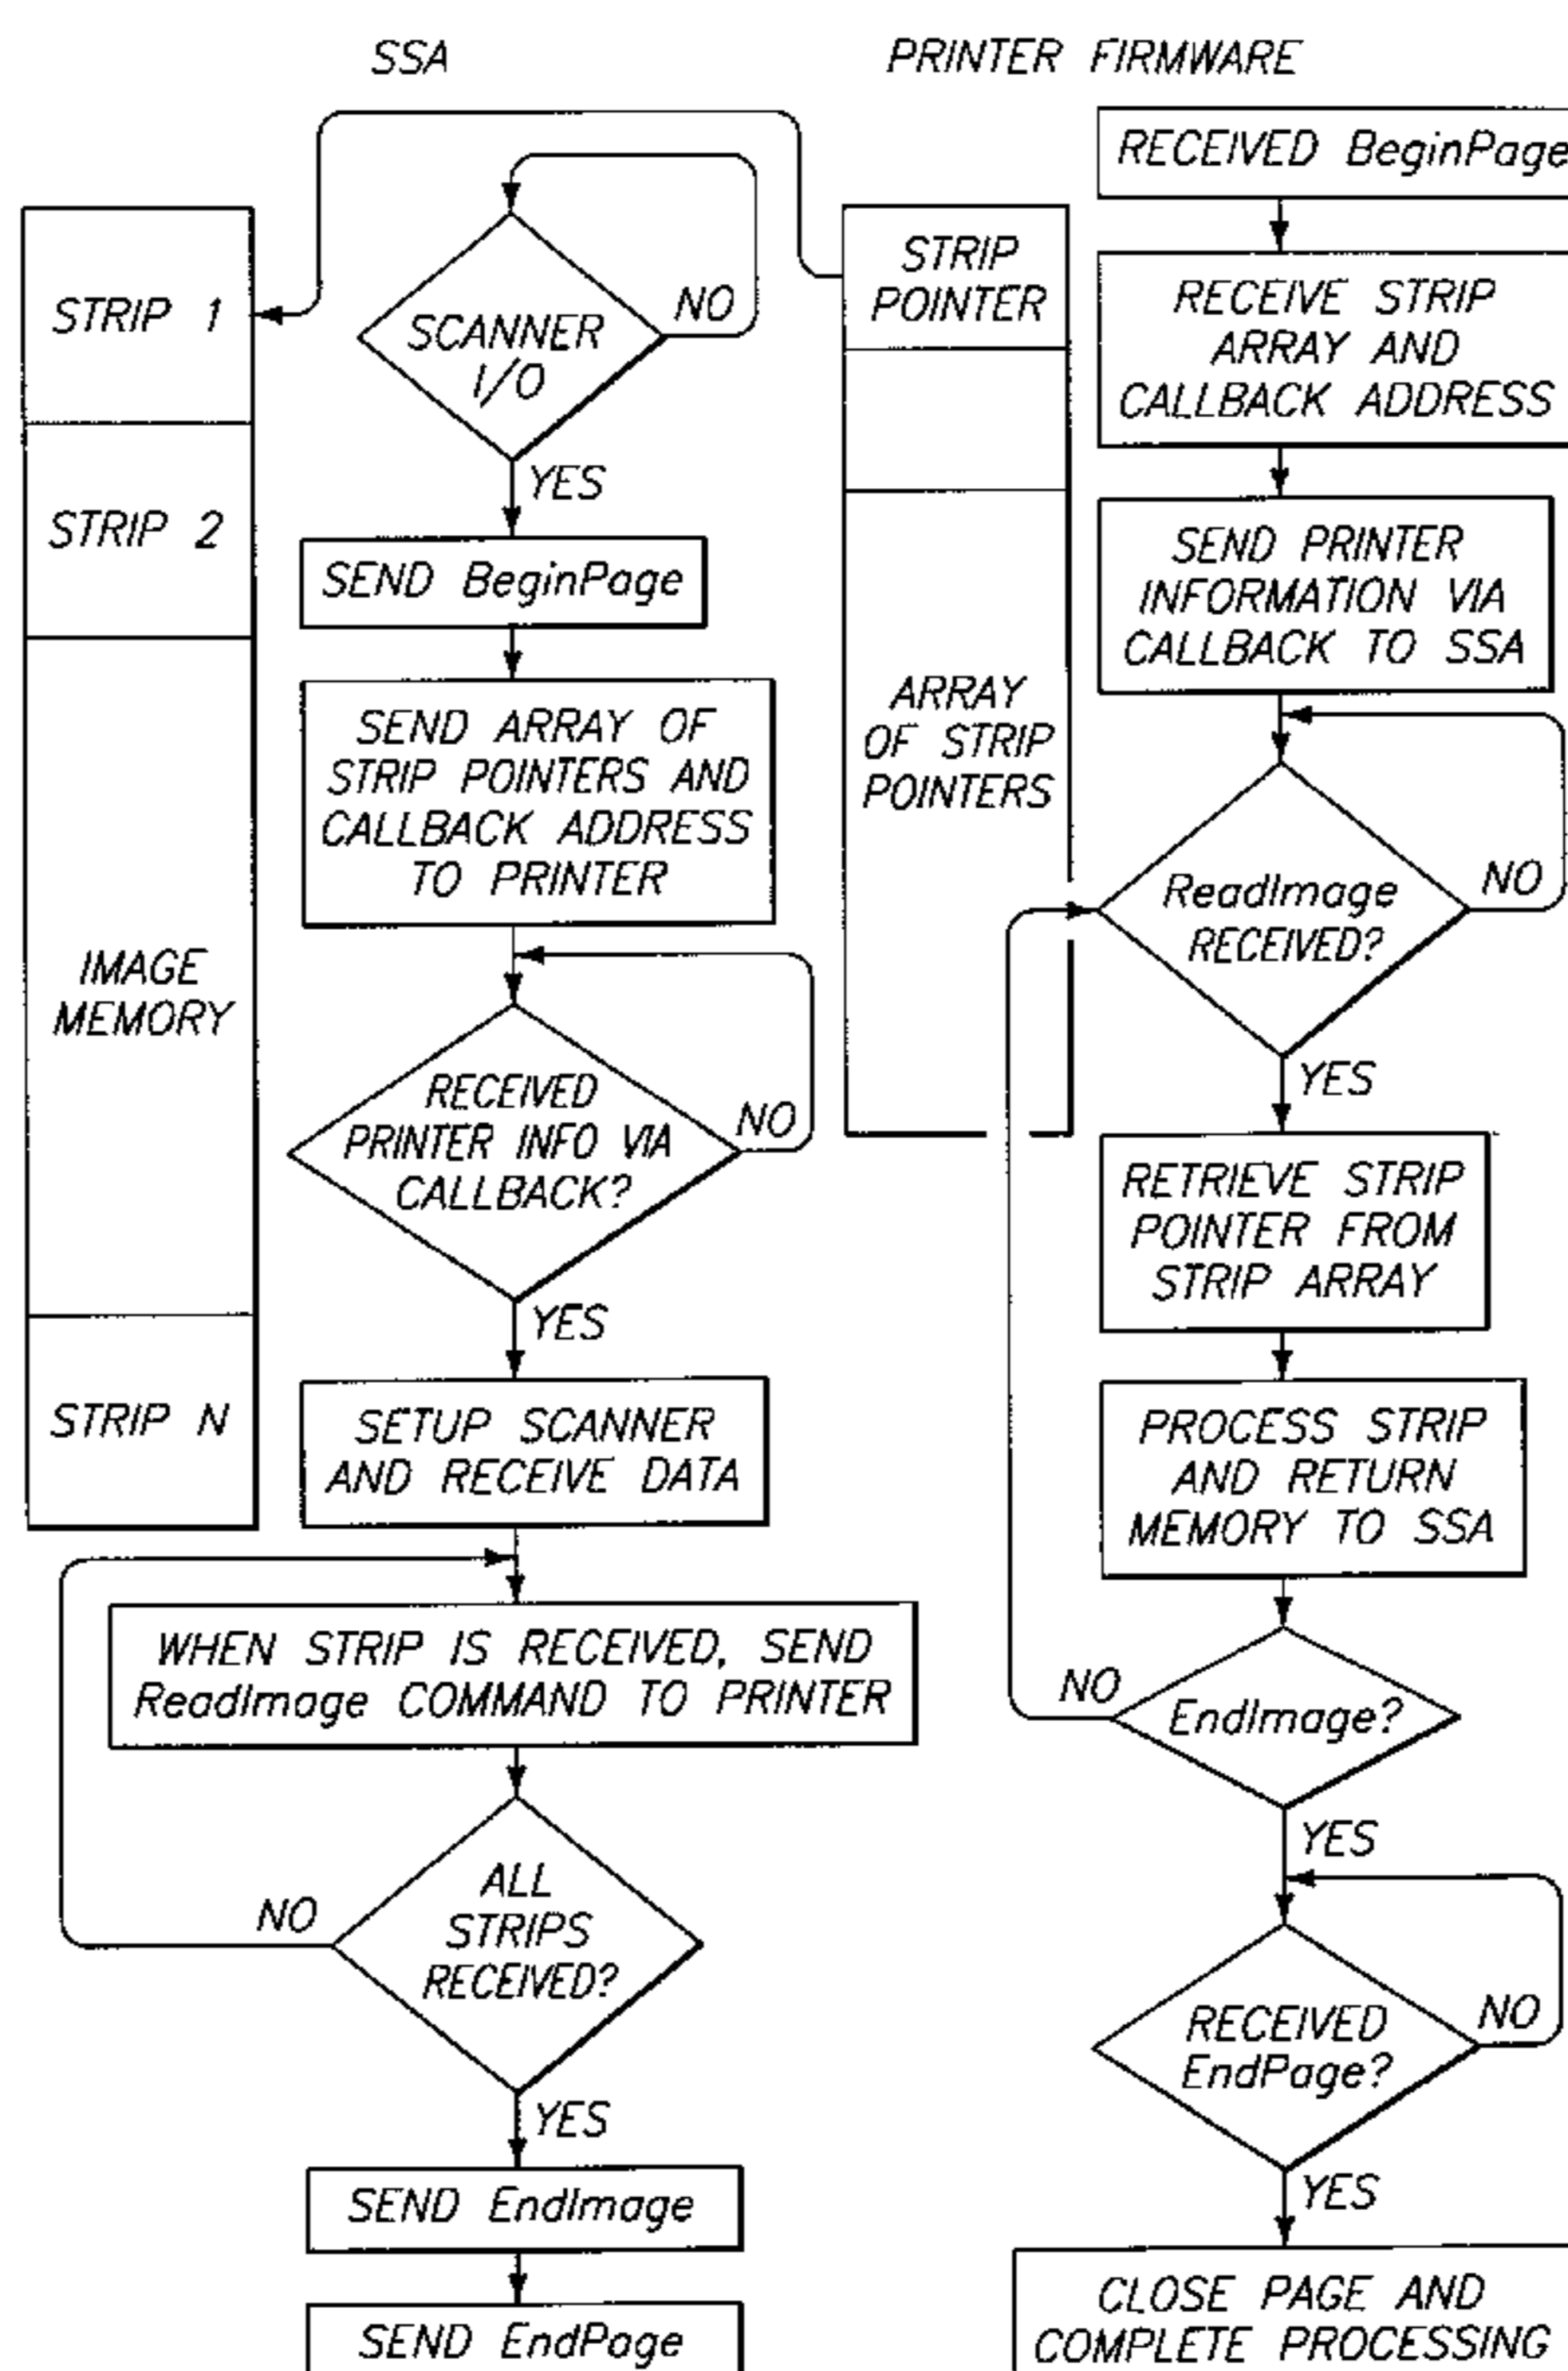 SSA
PRINTER FIRMWARE
STRIP 1
STRIP 2
IMAGE
MEMORY
STRIP N
SCANNER
I/O
NO
YES
SEND BeginPage
SEND ARRAY OF
STRIP POINTERS AND
CALLBACK ADDRESS
TO PRINTER
RECEIVED
PRINTER INFO VIA
CALLBACK?
NO
YES
SETUP SCANNER
AND RECEIVE DATA
WHEN STRIP IS RECEIVED, SEND
ReadImage COMMAND TO PRINTER
ALL
STRIPS
RECEIVED?
NO
YES
SEND EndImage
SEND EndPage
STRIP
POINTER
ARRAY
OF STRIP
POINTERS
RECEIVED BeginPage
RECEIVE STRIP
ARRAY AND
CALLBACK ADDRESS
SEND PRINTER
INFORMATION VIA
CALLBACK TO SSA
ReadImage
RECEIVED?
NO
YES
RETRIEVE STRIP
POINTER FROM
STRIP ARRAY
PROCESS STRIP
AND RETURN
MEMORY TO SSA
NO
EndImage?
YES
RECEIVED
EndPage?
NO
YES
CLOSE PAGE AND
COMPLETE PROCESSING